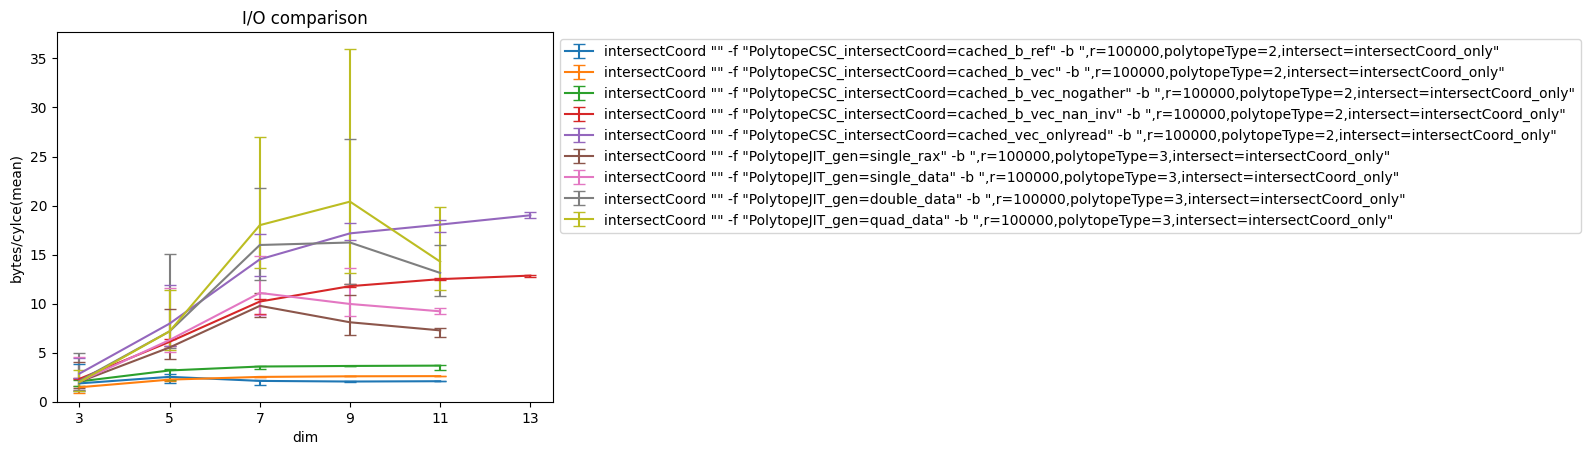 I/O comparison
bytes/cylce(mean)
35
30
25
20
15
10
5
0
3 5 7 9 11 13
dim
intersectCoord "" -f "PolytopeCSC_intersectCoord=cached_b_ref" -b ",r=100000,polytopeType=2,intersect=intersectCoord_only"
intersectCoord "" -f "PolytopeCSC_intersectCoord=cached_b_vec" -b ",r=100000,polytopeType=2,intersect=intersectCoord_only"
intersectCoord "" -f "PolytopeCSC_intersectCoord=cached_b_vec_nogather" -b ",r=100000,polytopeType=2,intersect=intersectCoord_only"
intersectCoord "" -f "PolytopeCSC_intersectCoord=cached_b_vec_nan_inv" -b ",r=100000,polytopeType=2,intersect=intersectCoord_only"
intersectCoord "" -f "PolytopeCSC_intersectCoord=cached_vec_onlyread" -b ",r=100000,polytopeType=2,intersect=intersectCoord_only"
intersectCoord "" -f "PolytopeJIT_gen=single_rax" -b ",r=100000,polytopeType=3,intersect=intersectCoord_only"
intersectCoord "" -f "PolytopeJIT_gen=single_data" -b ",r=100000,polytopeType=3,intersect=intersectCoord_only"
intersectCoord "" -f "PolytopeJIT_gen=double_data" -b ",r=100000,polytopeType=3,intersect=intersectCoord_only"
intersectCoord "" -f "PolytopeJIT_gen=quad_data" -b ",r=100000,polytopeType=3,intersect=intersectCoord_only"